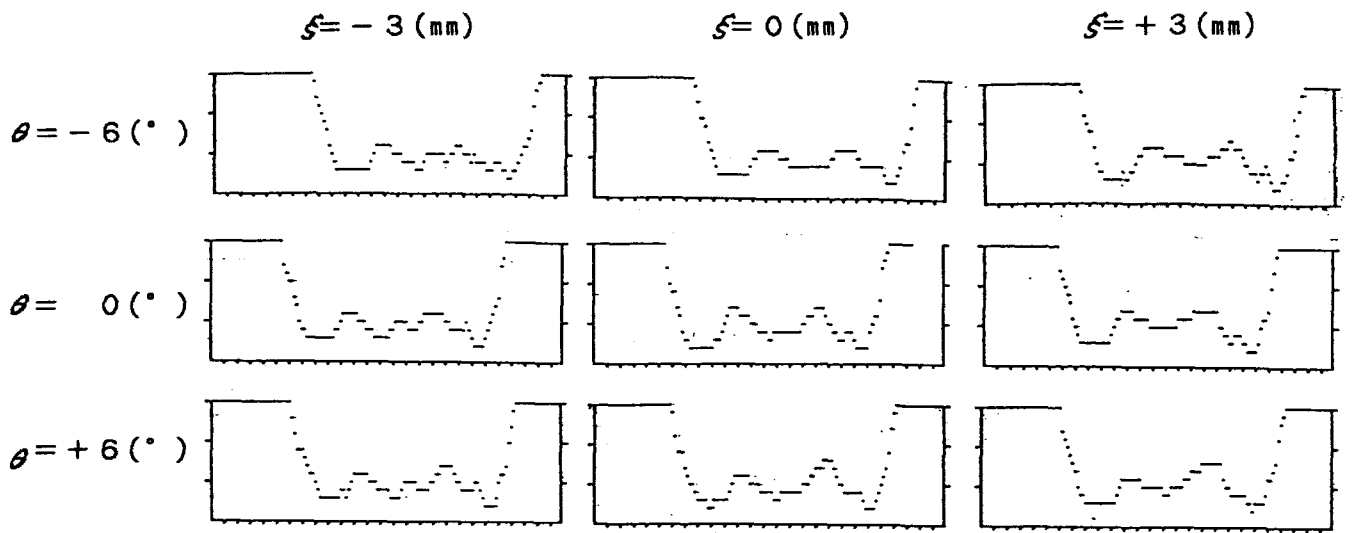 ξ= - 3 (mm) ξ= 0 (mm) ξ= + 3 (mm)
θ= - 6 (°)
θ= 0 (°)
θ= + 6 (°)